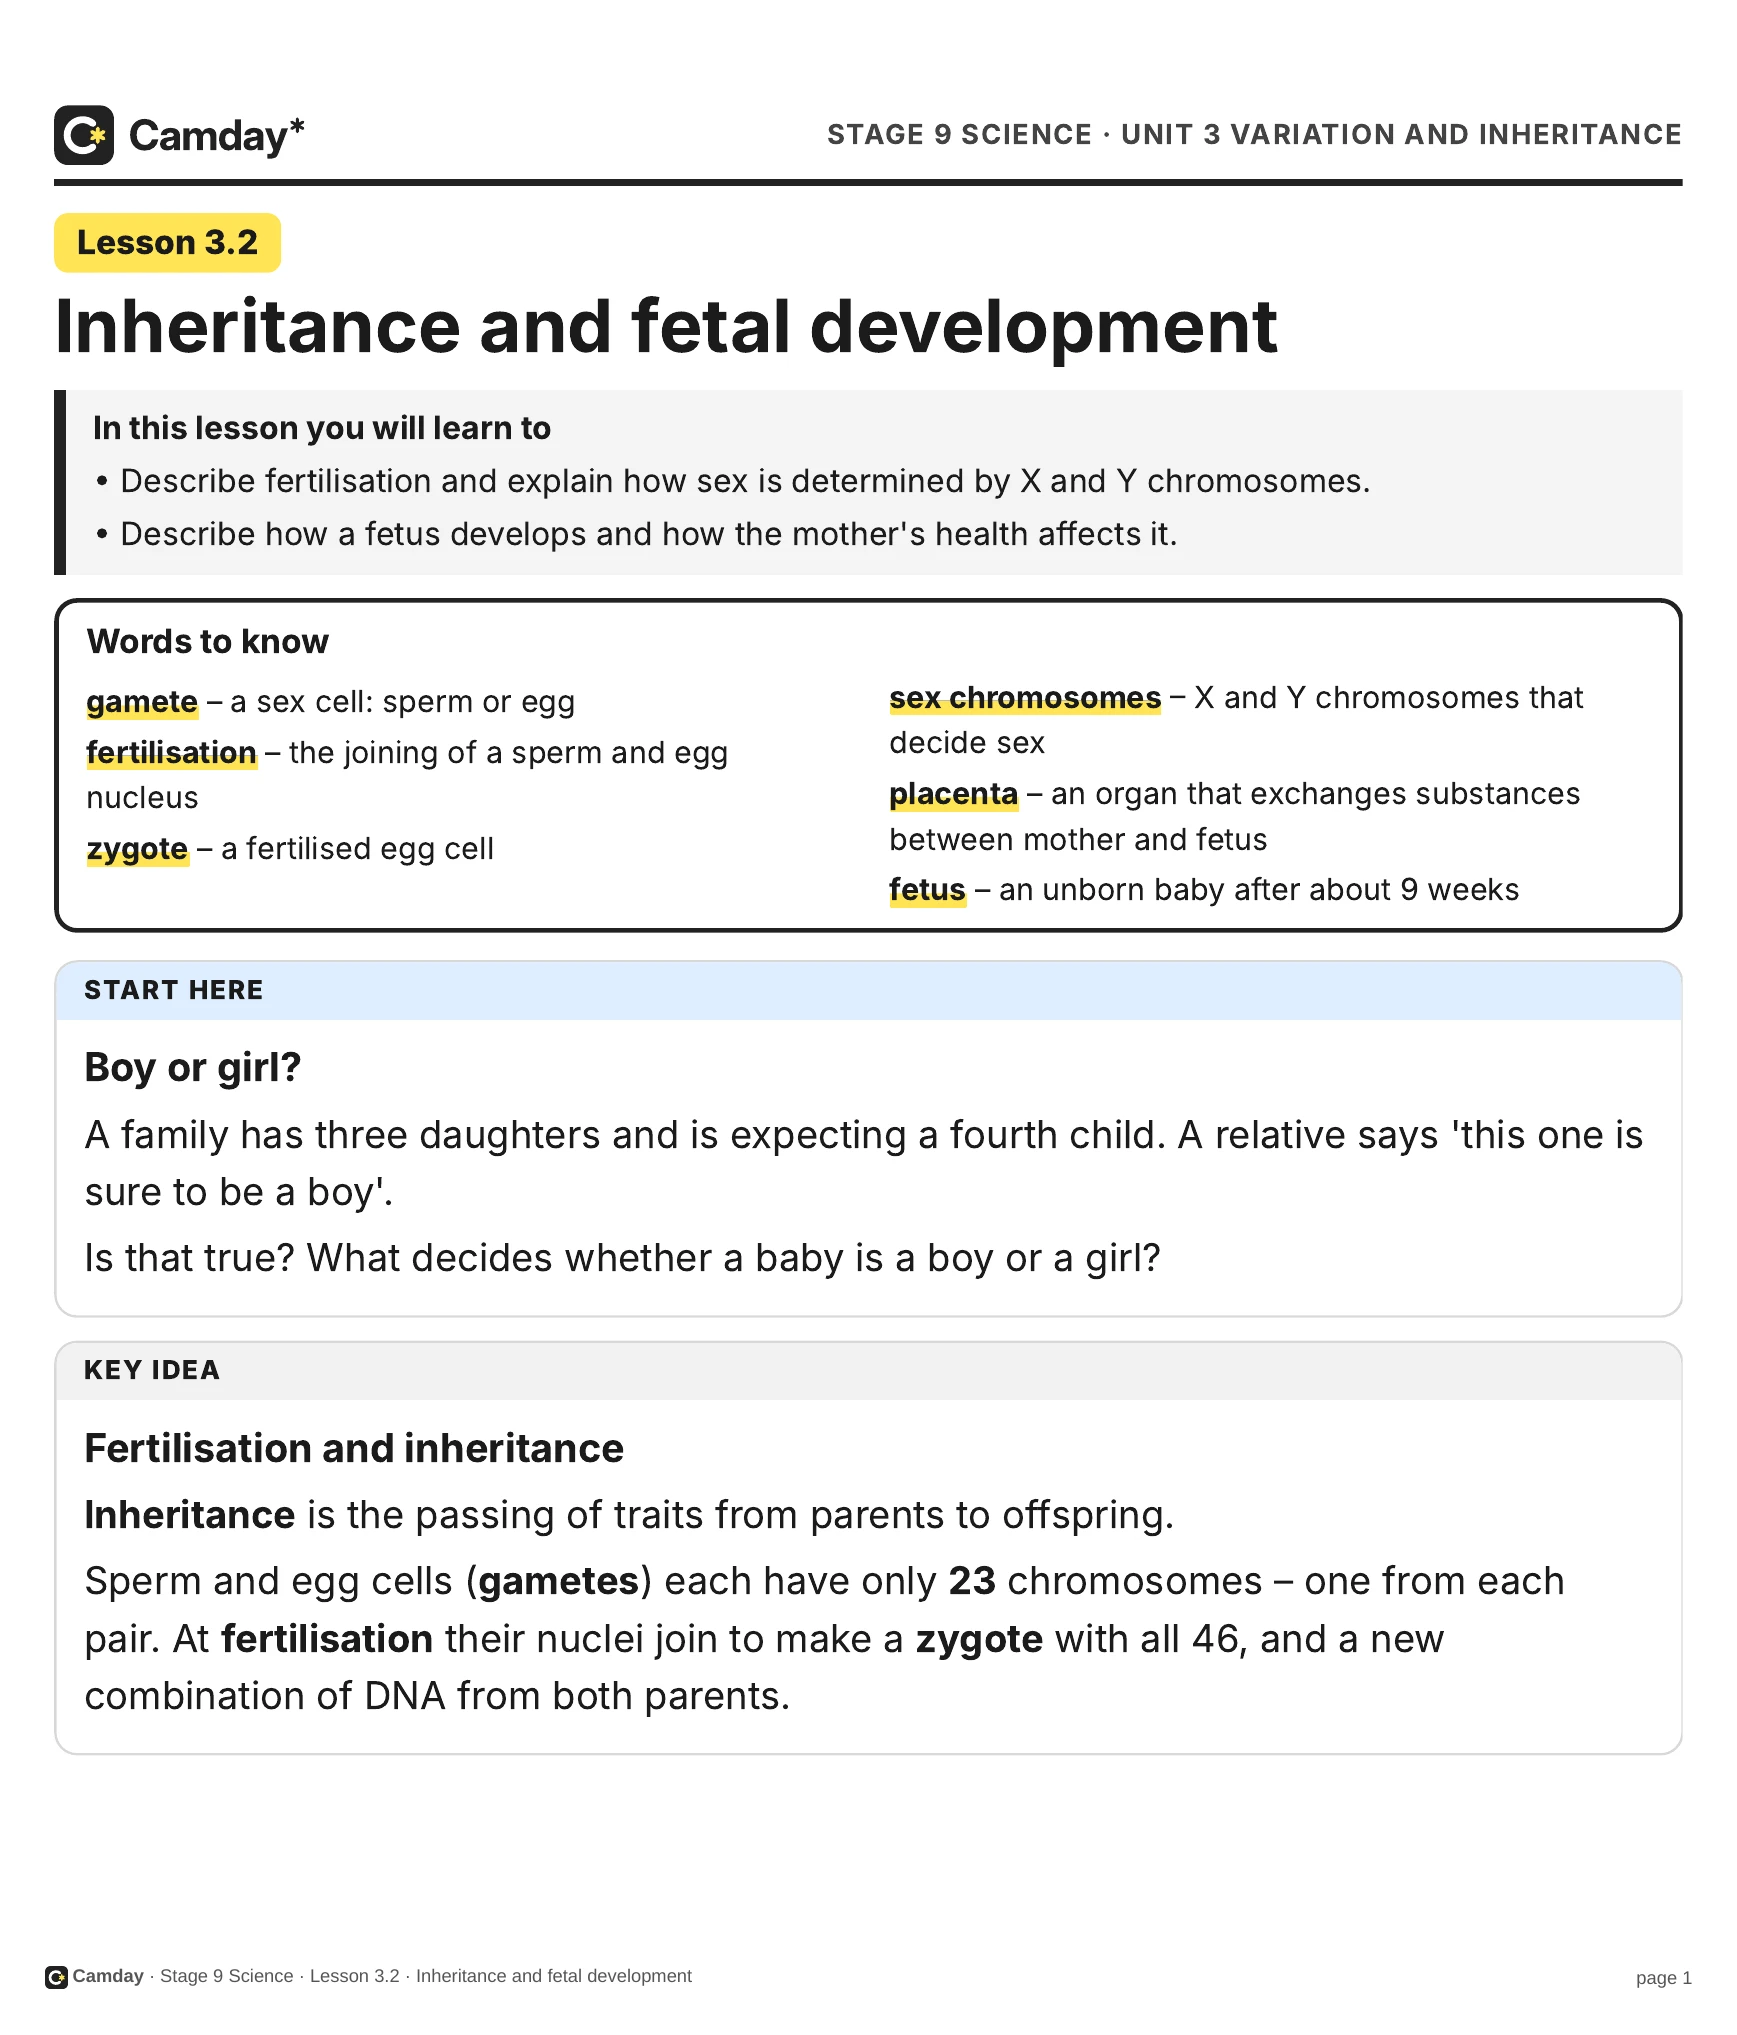 Camday*
STAGE 9 SCIENCE · UNIT 3 VARIATION AND INHERITANCE
Lesson 3.2
Inheritance and fetal development
In this lesson you will learn to
• Describe fertilisation and explain how sex is determined by X and Y chromosomes.
• Describe how a fetus develops and how the mother's health affects it.
Words to know
gamete – a sex cell: sperm or egg
fertilisation – the joining of a sperm and egg
nucleus
zygote – a fertilised egg cell
sex chromosomes – X and Y chromosomes that
decide sex
placenta – an organ that exchanges substances
between mother and fetus
fetus – an unborn baby after about 9 weeks
START HERE
Boy or girl?
A family has three daughters and is expecting a fourth child. A relative says 'this one is
sure to be a boy'.
Is that true? What decides whether a baby is a boy or a girl?
KEY IDEA
Fertilisation and inheritance
Inheritance is the passing of traits from parents to offspring.
Sperm and egg cells (gametes) each have only 23 chromosomes – one from each
pair. At fertilisation their nuclei join to make a zygote with all 46, and a new
combination of DNA from both parents.
Camday · Stage 9 Science · Lesson 3.2 · Inheritance and fetal development
page 1